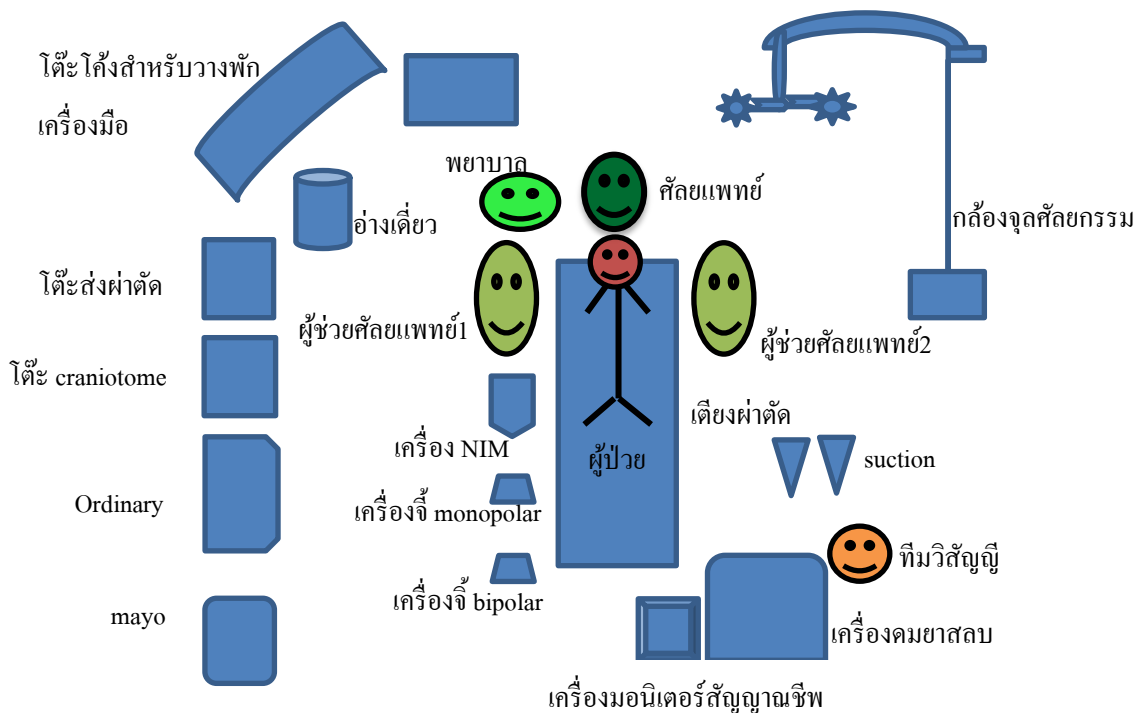 โต๊ะโค้งสำหรับวางพัก
เครื่องมือ
พยาบาล
ศัลยแพทย์
อ่างเดี่ยว
กล้องจุลศัลยกรรม
โต๊ะส่งผ่าตัด
ผู้ช่วยศัลยแพทย์1
ผู้ช่วยศัลยแพทย์2
โต๊ะ craniotome
เตียงผ่าตัด
เครื่อง NIM
ผู้ป่วย
suction
Ordinary
เครื่องจี้ monopolar
ทีมวิสัญญี
เครื่องจี้ bipolar
mayo
เครื่องดมยาสลบ
เครื่องมอนิเตอร์สัญญาณชีพ